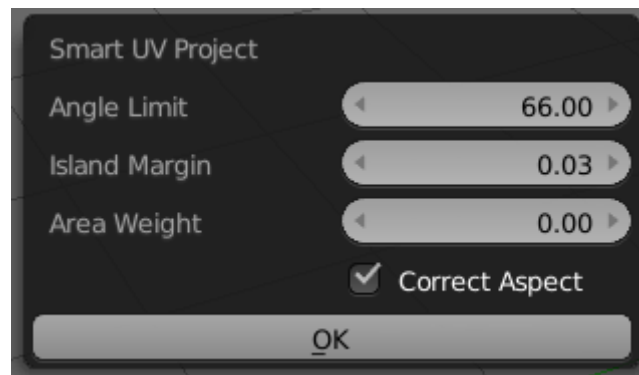 Smart UV Project
Angle Limit 66.00
Island Margin 0.03
Area Weight 0.00
Correct Aspect
OK